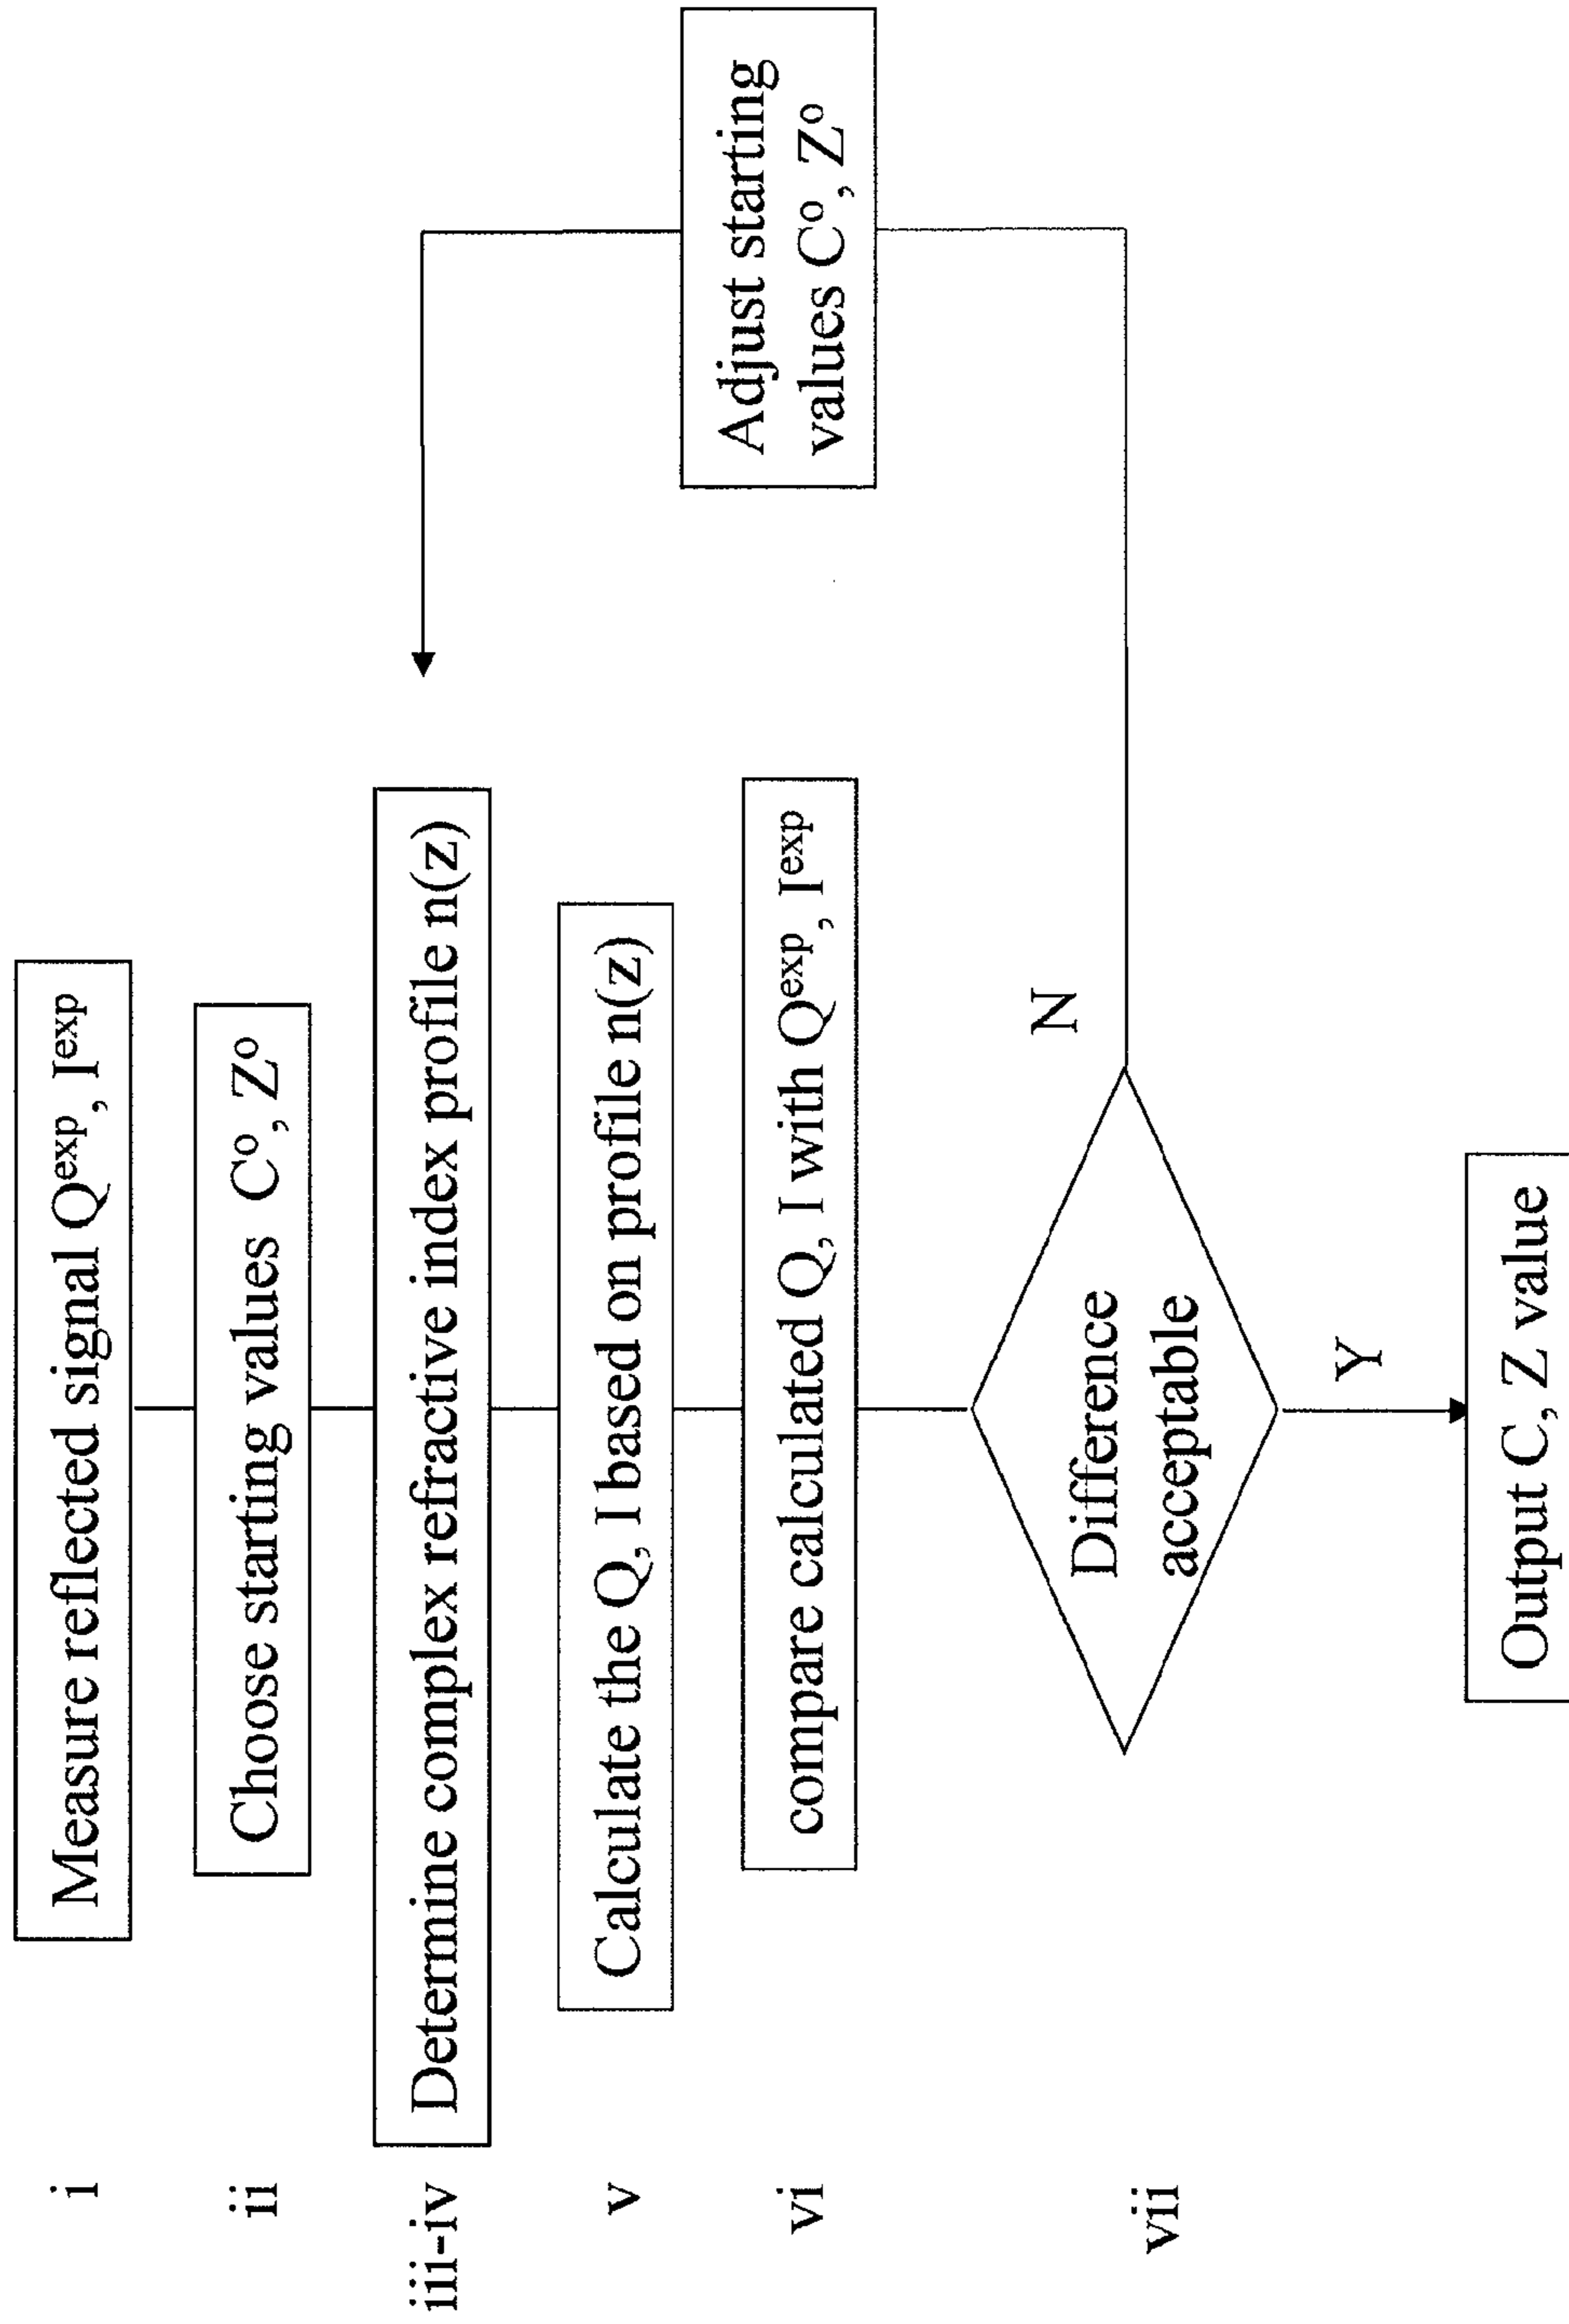 i
Measure reflected signal Q^exp, I^exp
ii
Choose starting values C^o, Z^o
iii-iv
Determine complex refractive index profile n(z)
v
Calculate the Q, I based on profile n(z)
vi
compare calculated Q, I with Q^exp, I^exp
vii
Difference
acceptable
N
Adjust starting
values C^o, Z^o
Y
Output C, Z value